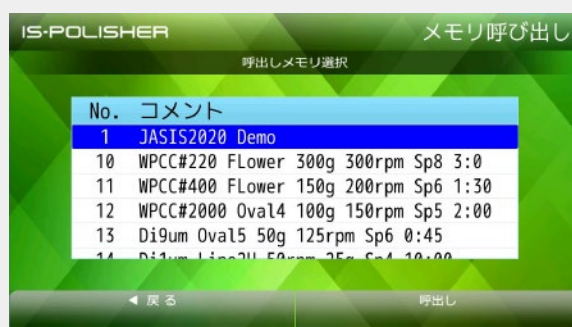 IS-POLISHER
メモリ呼び出し
呼出しメモリ選択
No. コメント
1 JASIS2020 Demo
10 WPCC#220 FLower 300g 300rpm Sp8 3:0
11 WPCC#400 FLower 150g 200rpm Sp6 1:30
12 WPCC#2000 Oval4 100g 150rpm Sp5 2:00
13 Di9um Oval5 50g 125rpm Sp6 0:45
◀ 戻る
呼出し